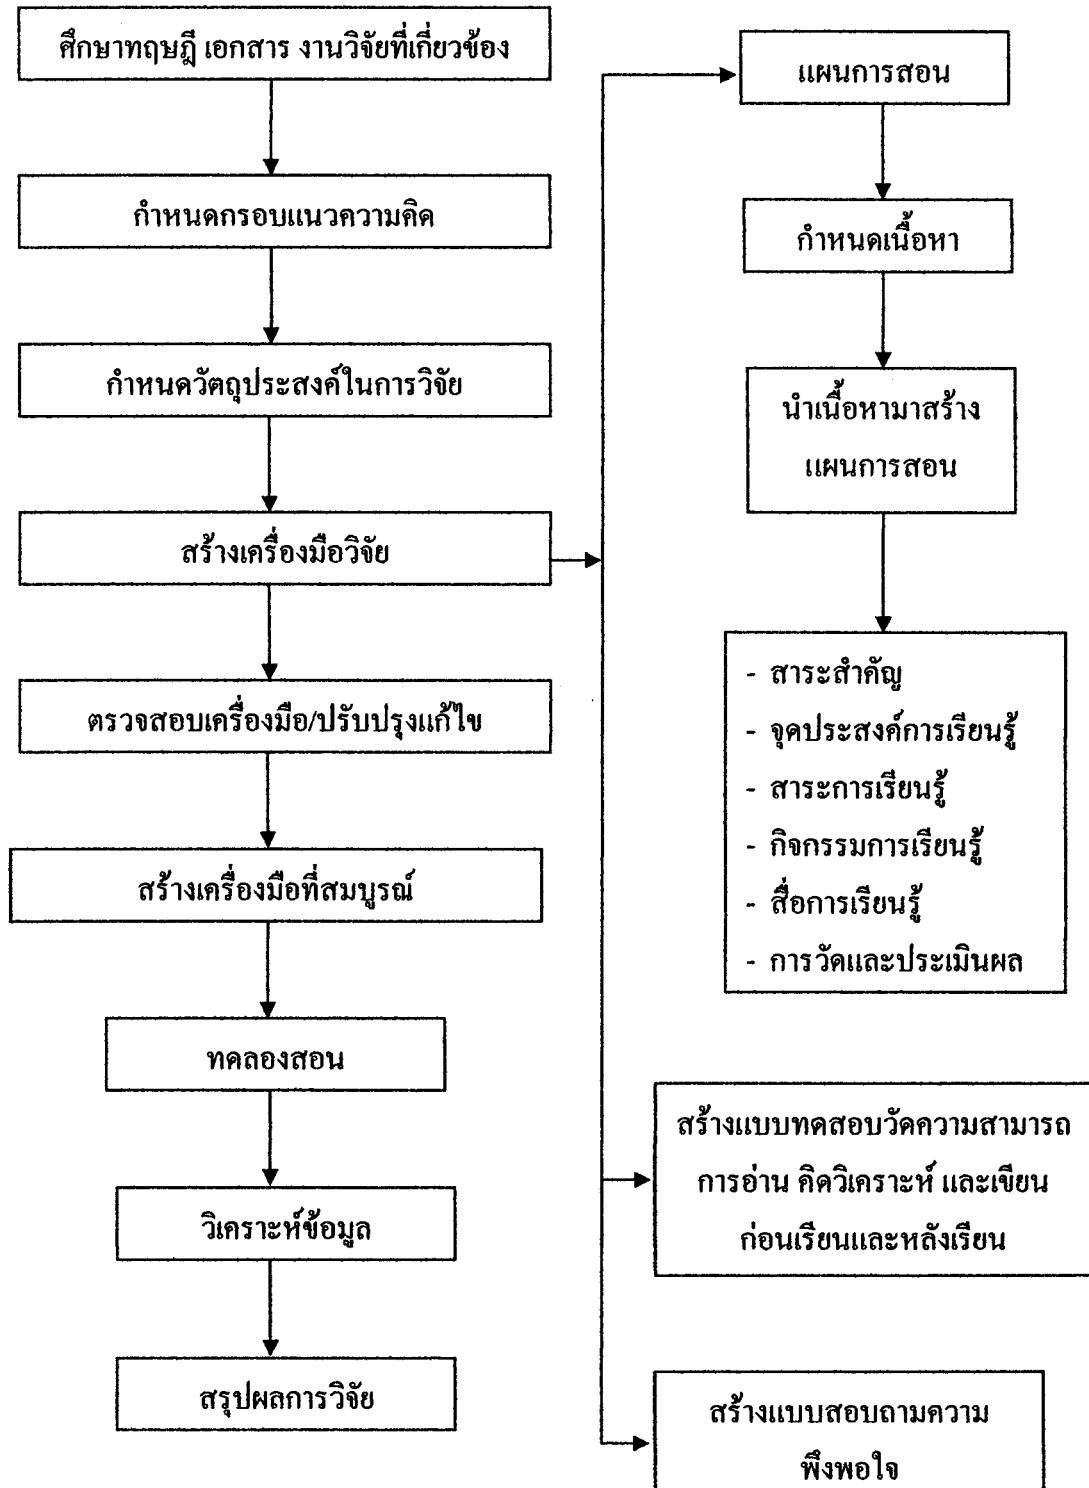 ศึกษาทฤษฎี เอกสาร งานวิจัยที่เกี่ยวข้อง
กำหนดกรอบแนวความคิด
กำหนดวัตถุประสงค์ในการวิจัย
สร้างเครื่องมือวิจัย
ตรวจสอบเครื่องมือ/ปรับปรุงแก้ไข
สร้างเครื่องมือที่สมบูรณ์
ทดลองสอน
วิเคราะห์ข้อมูล
สรุปผลการวิจัย
แผนการสอน
กำหนดเนื้อหา
นำเนื้อหามาสร้าง
แผนการสอน
- สาระสำคัญ
- จุดประสงค์การเรียนรู้
- สาระการเรียนรู้
- กิจกรรมการเรียนรู้
- สื่อการเรียนรู้
- การวัดและประเมินผล
สร้างแบบทดสอบวัดความสามารถ
การอ่าน คิดวิเคราะห์ และเขียน
ก่อนเรียนและหลังเรียน
สร้างแบบสอบถามความ
พึงพอใจ